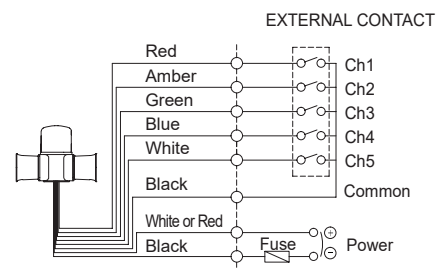 EXTERNAL CONTACT
Red
Ch1
Amber
Ch2
Green
Ch3
Blue
Ch4
White
Ch5
Black
Common
White or Red
⊕
Black
Fuse
⊖
Power